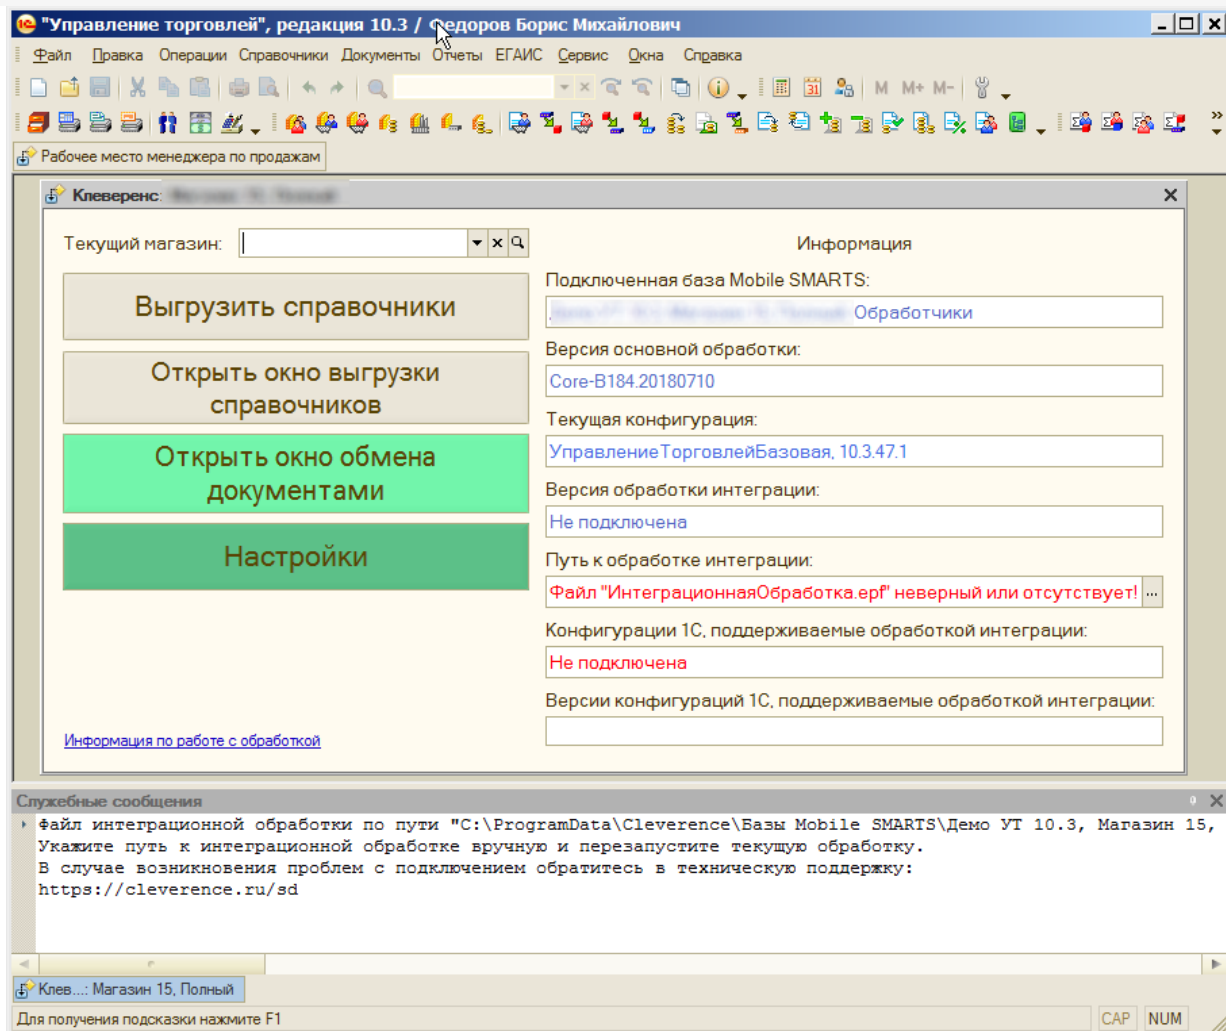 "Управление торговлей", редакция 10.3 / Федоров Борис Михайлович
Файл Правка Операции Справочники Документы Отчеты ЕГАИС Сервис Окна Справка
M M+ M-
Рабочее место менеджера по продажам
Клеверенс:
Текущий магазин:
Информация
Выгрузить справочники
Открыть окно выгрузки
справочников
Открыть окно обмена
документами
Настройки
Информация по работе с обработкой
Подключенная база Mobile SMARTS:
Обработчики
Версия основной обработки:
Core-B184.20180710
Текущая конфигурация:
УправлениеТорговлейБазовая, 10.3.47.1
Версия обработки интеграции:
Не подключена
Путь к обработке интеграции:
Файл "ИнтеграционнаяОбработка.epf" неверный или отсутствует! ...
Конфигурации 1С, поддерживаемые обработкой интеграции:
Не подключена
Версии конфигураций 1С, поддерживаемые обработкой интеграции:
Служебные сообщения
Файл интеграционной обработки по пути "C:\ProgramData\Cleverence\Базы Mobile SMARTS\Демо УТ 10.3, Магазин 15,
Укажите путь к интеграционной обработке вручную и перезапустите текущую обработку.
В случае возникновения проблем с подключением обратитесь в техническую поддержку:
https://cleverence.ru/sd
Клев...: Магазин 15, Полный
Для получения подсказки нажмите F1
CAP NUM